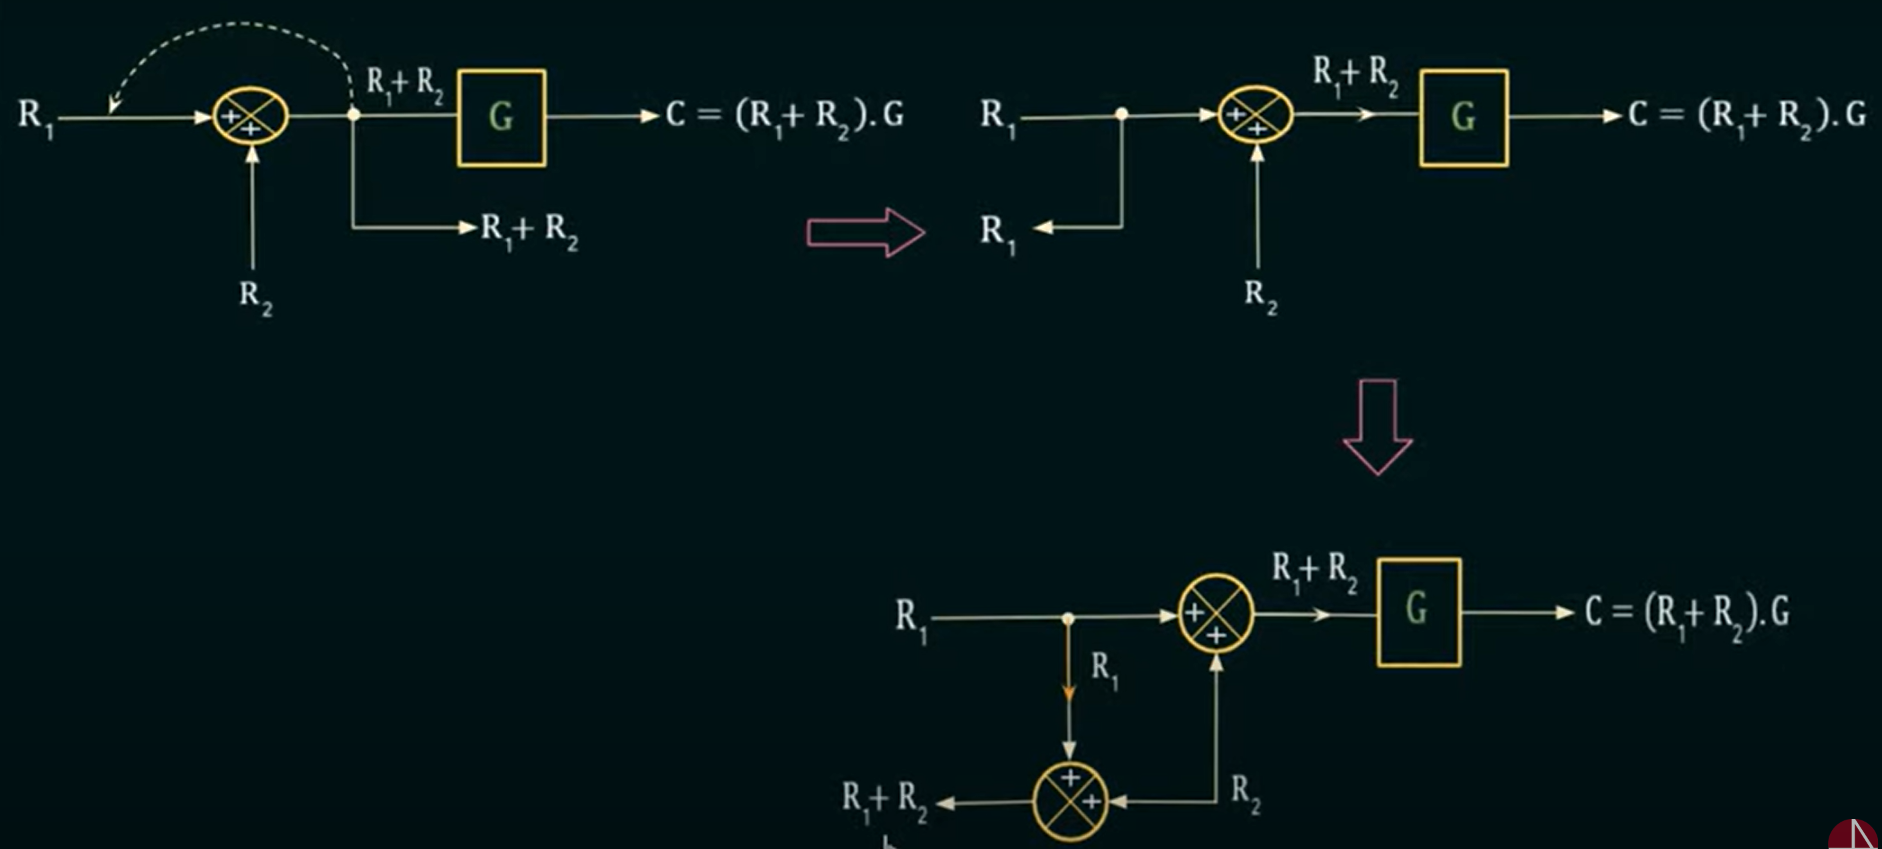 R₁ + + R₁+ R₂ G C = (R₁+ R₂).G
R₁+ R₂
R₂
R₁ + + R₁+ R₂ G C = (R₁+ R₂).G
R₁
R₂
R₁ + + R₁+ R₂ G C = (R₁+ R₂).G
R₁
R₁+ R₂ + + R₂